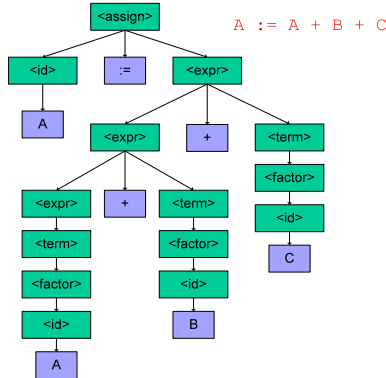 <assign>
A := A + B + C
<id>
:=
<expr>
A
<expr>
+
<term>
<factor>
<expr>
+
<term>
<id>
<term>
<factor>
C
<factor>
<id>
<id>
B
A